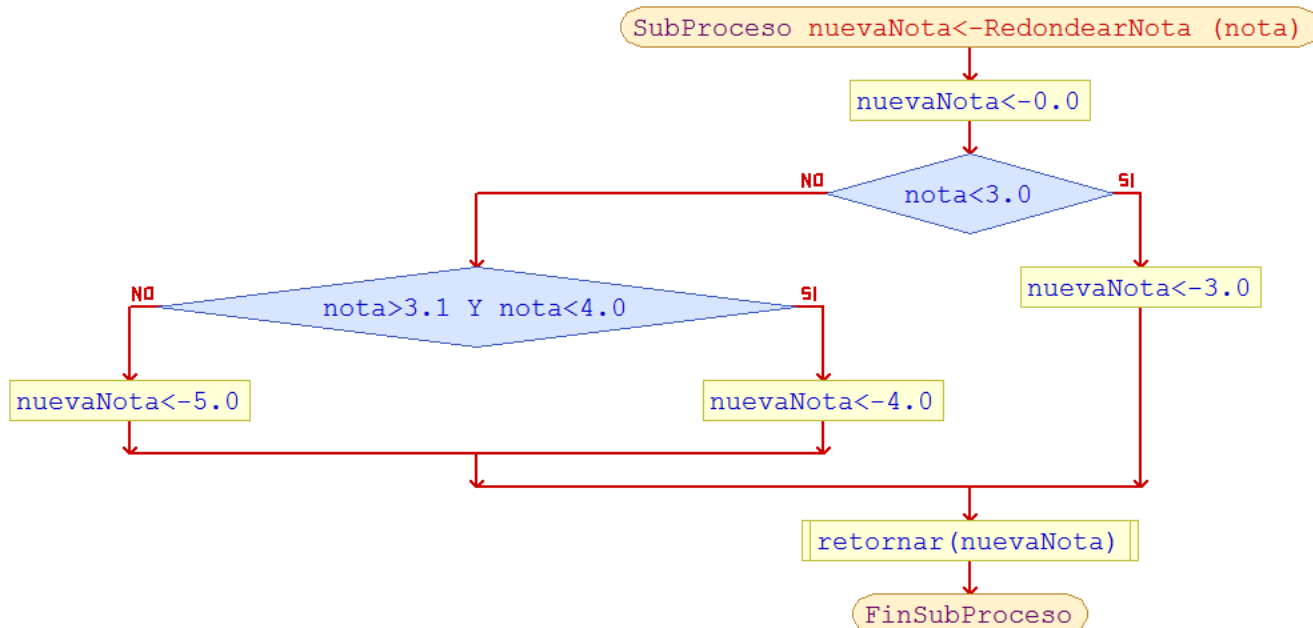 SubProceso nuevaNota<-RedondearNota (nota)
nuevaNota<-0.0
NO
SI
nota<3.0
nuevaNota<-3.0
NO
SI
nota>3.1 Y nota<4.0
nuevaNota<-5.0
nuevaNota<-4.0
retornar(nuevaNota)
FinSubProceso